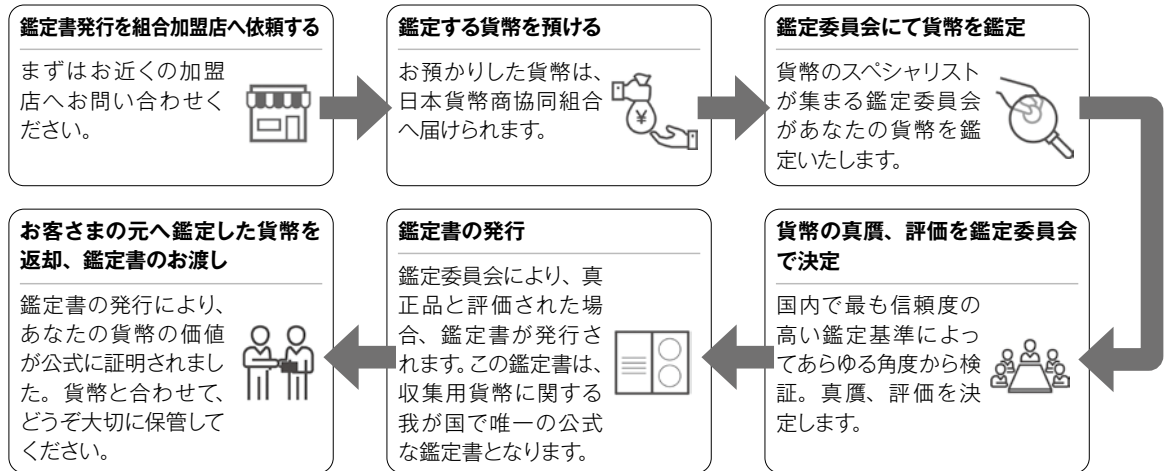 鑑定書発行を組合加盟店へ依頼する
まずはお近くの加盟
店へお問い合わせく
ださい。
鑑定する貨幣を預ける
お預かりした貨幣は、
日本貨幣商協同組合
へ届けられます。
¥
鑑定委員会にて貨幣を鑑定
貨幣のスペシャリスト
が集まる鑑定委員会
があなたの貨幣を鑑
定いたします。
貨幣の真贋、評価を鑑定委員会
で決定
国内で最も信頼度の
高い鑑定基準によっ
てあらゆる角度から検
証。真贋、評価を決
定します。
鑑定書の発行
鑑定委員会により、真
正品と評価された場
合、鑑定書が発行さ
れます。この鑑定書は、
収集用貨幣に関する
我が国で唯一の公式
な鑑定書となります。
お客さまの元へ鑑定した貨幣を
返却、鑑定書のお渡し
鑑定書の発行により、
あなたの貨幣の価値
が公式に証明されまし
た。貨幣と合わせて、
どうぞ大切に保管して
ください。